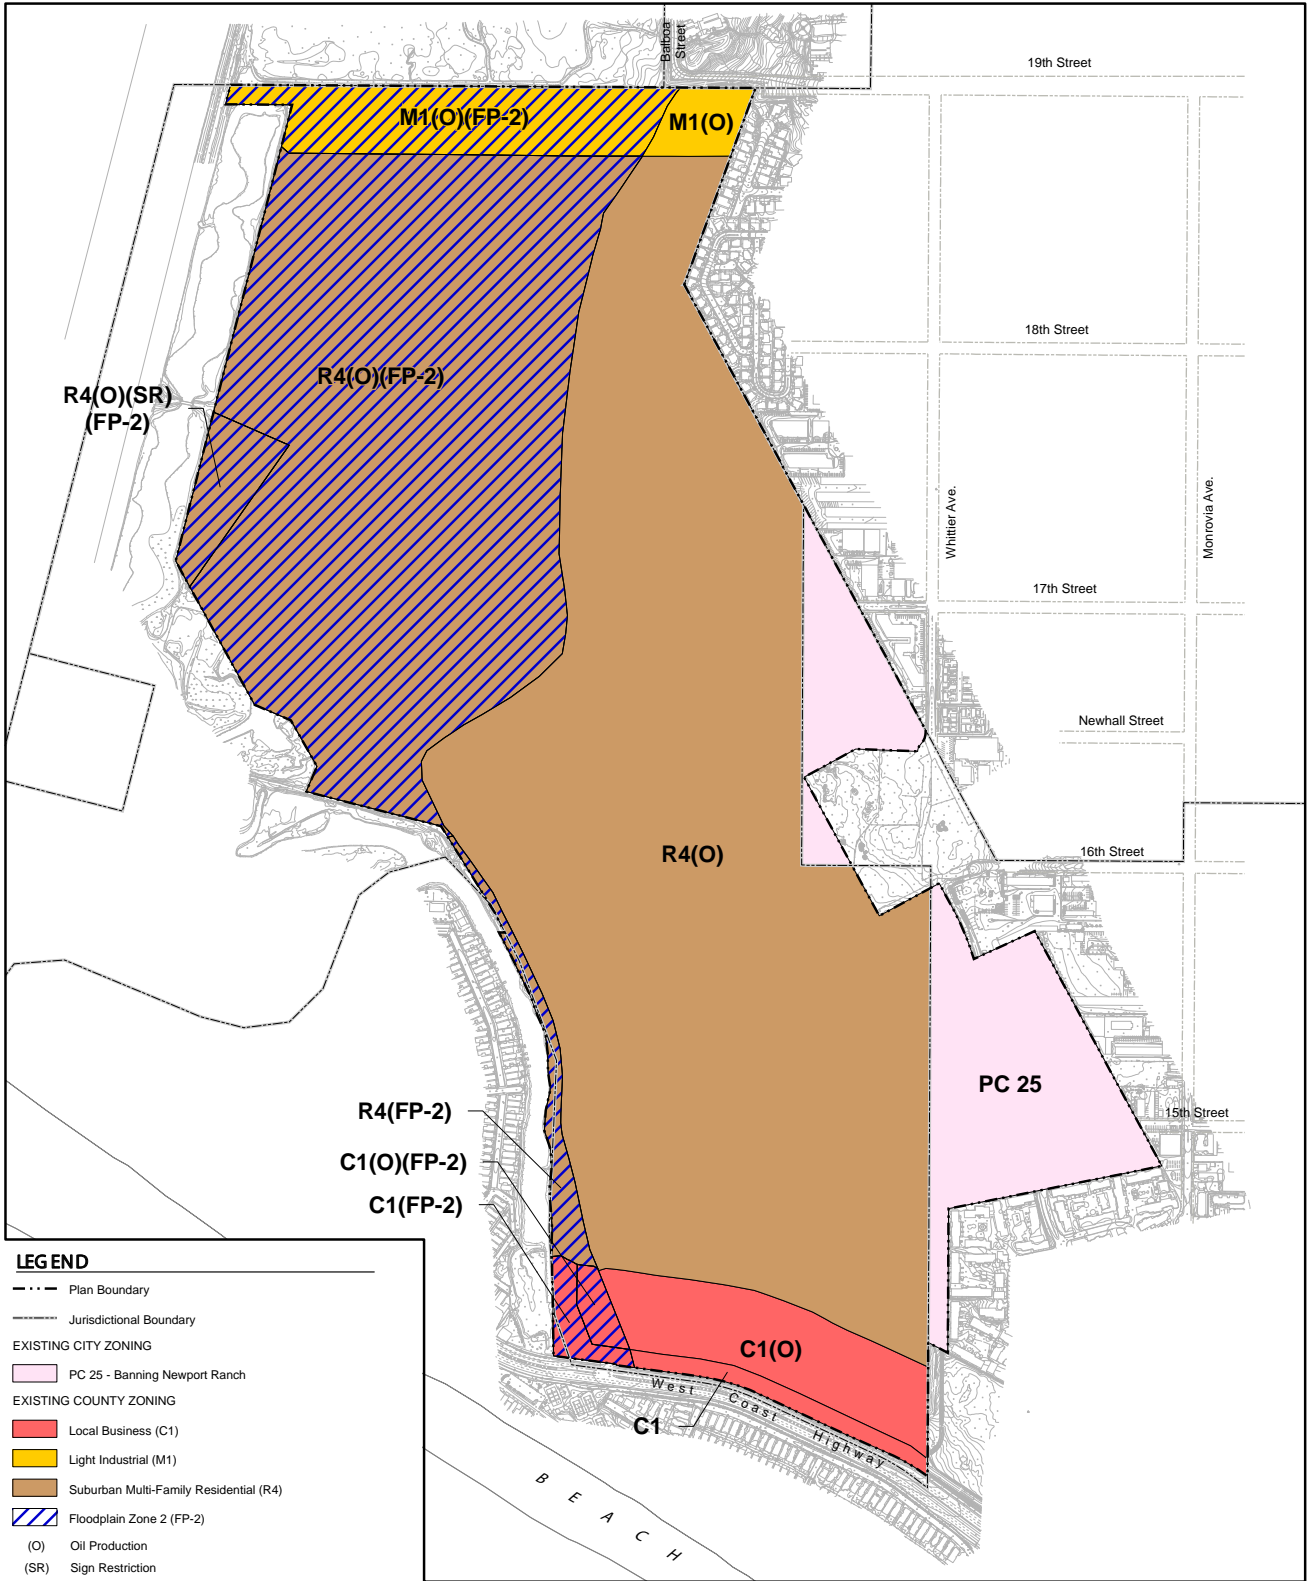 Balboa
Street
19th Street
M1(O)(FP-2)
M1(O)
18th Street
R4(O)(FP-2)
R4(O)(SR)
(FP-2)
Whittier Ave.
Monrovia Ave.
17th Street
Newhall Street
R4(O)
16th Street
PC 25
R4(FP-2)
15th Street
C1(O)(FP-2)
C1(FP-2)
C1(O)
West Coast Highway
C1
BEACH
LEGEND
Plan Boundary
Jurisdictional Boundary
EXISTING CITY ZONING
PC 25 - Banning Newport Ranch
EXISTING COUNTY ZONING
Local Business (C1)
Light Industrial (M1)
Suburban Multi-Family Residential (R4)
Floodplain Zone 2 (FP-2)
(O) Oil Production
(SR) Sign Restriction